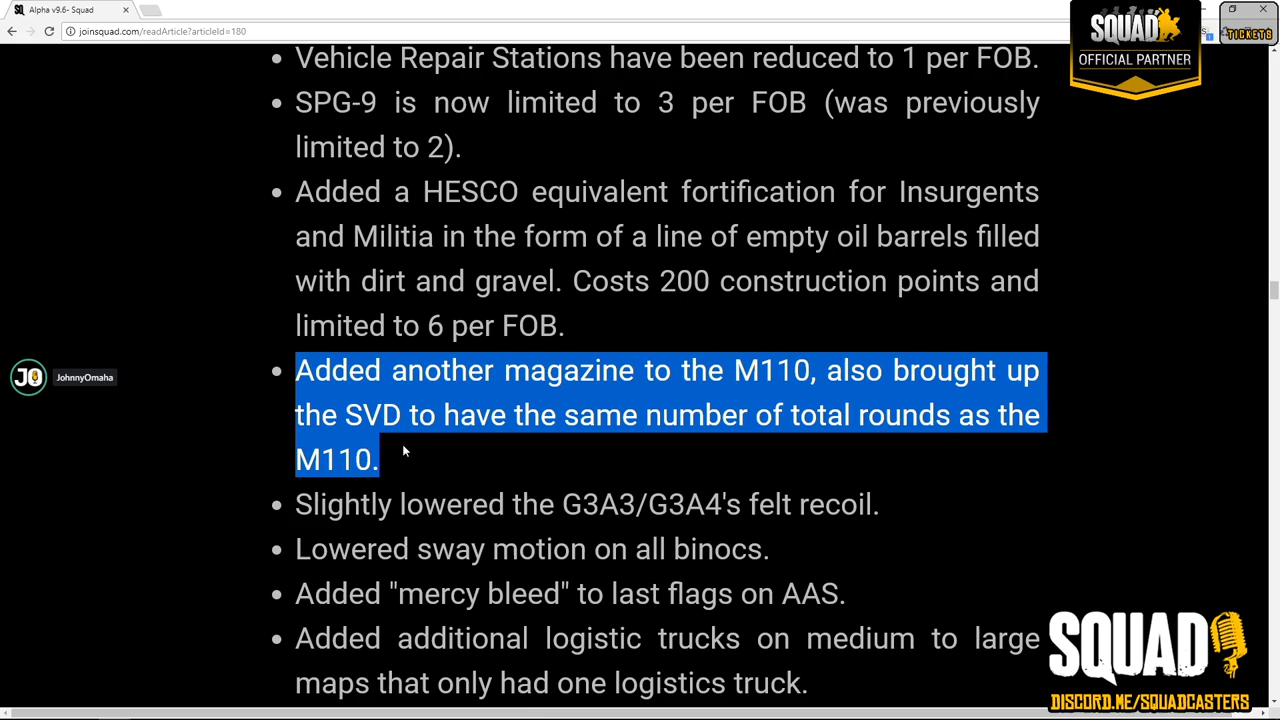 Alpha v9.6- Squad
joinsquad.com/readArticle?articleId=180
SQUAD
OFFICIAL PARTNER
TICKETS
Vehicle Repair Stations have been reduced to 1 per FOB.
SPG-9 is now limited to 3 per FOB (was previously
limited to 2).
Added a HESCO equivalent fortification for Insurgents
and Militia in the form of a line of empty oil barrels filled
with dirt and gravel. Costs 200 construction points and
limited to 6 per FOB.
JO JohnnyOmaha
Added another magazine to the M110, also brought up
the SVD to have the same number of total rounds as the
M110.
Slightly lowered the G3A3/G3A4's felt recoil.
Lowered sway motion on all binocs.
Added "mercy bleed" to last flags on AAS.
Added additional logistic trucks on medium to large
maps that only had one logistics truck.
SQUAD
DISCORD.ME/SQUADCASTERS